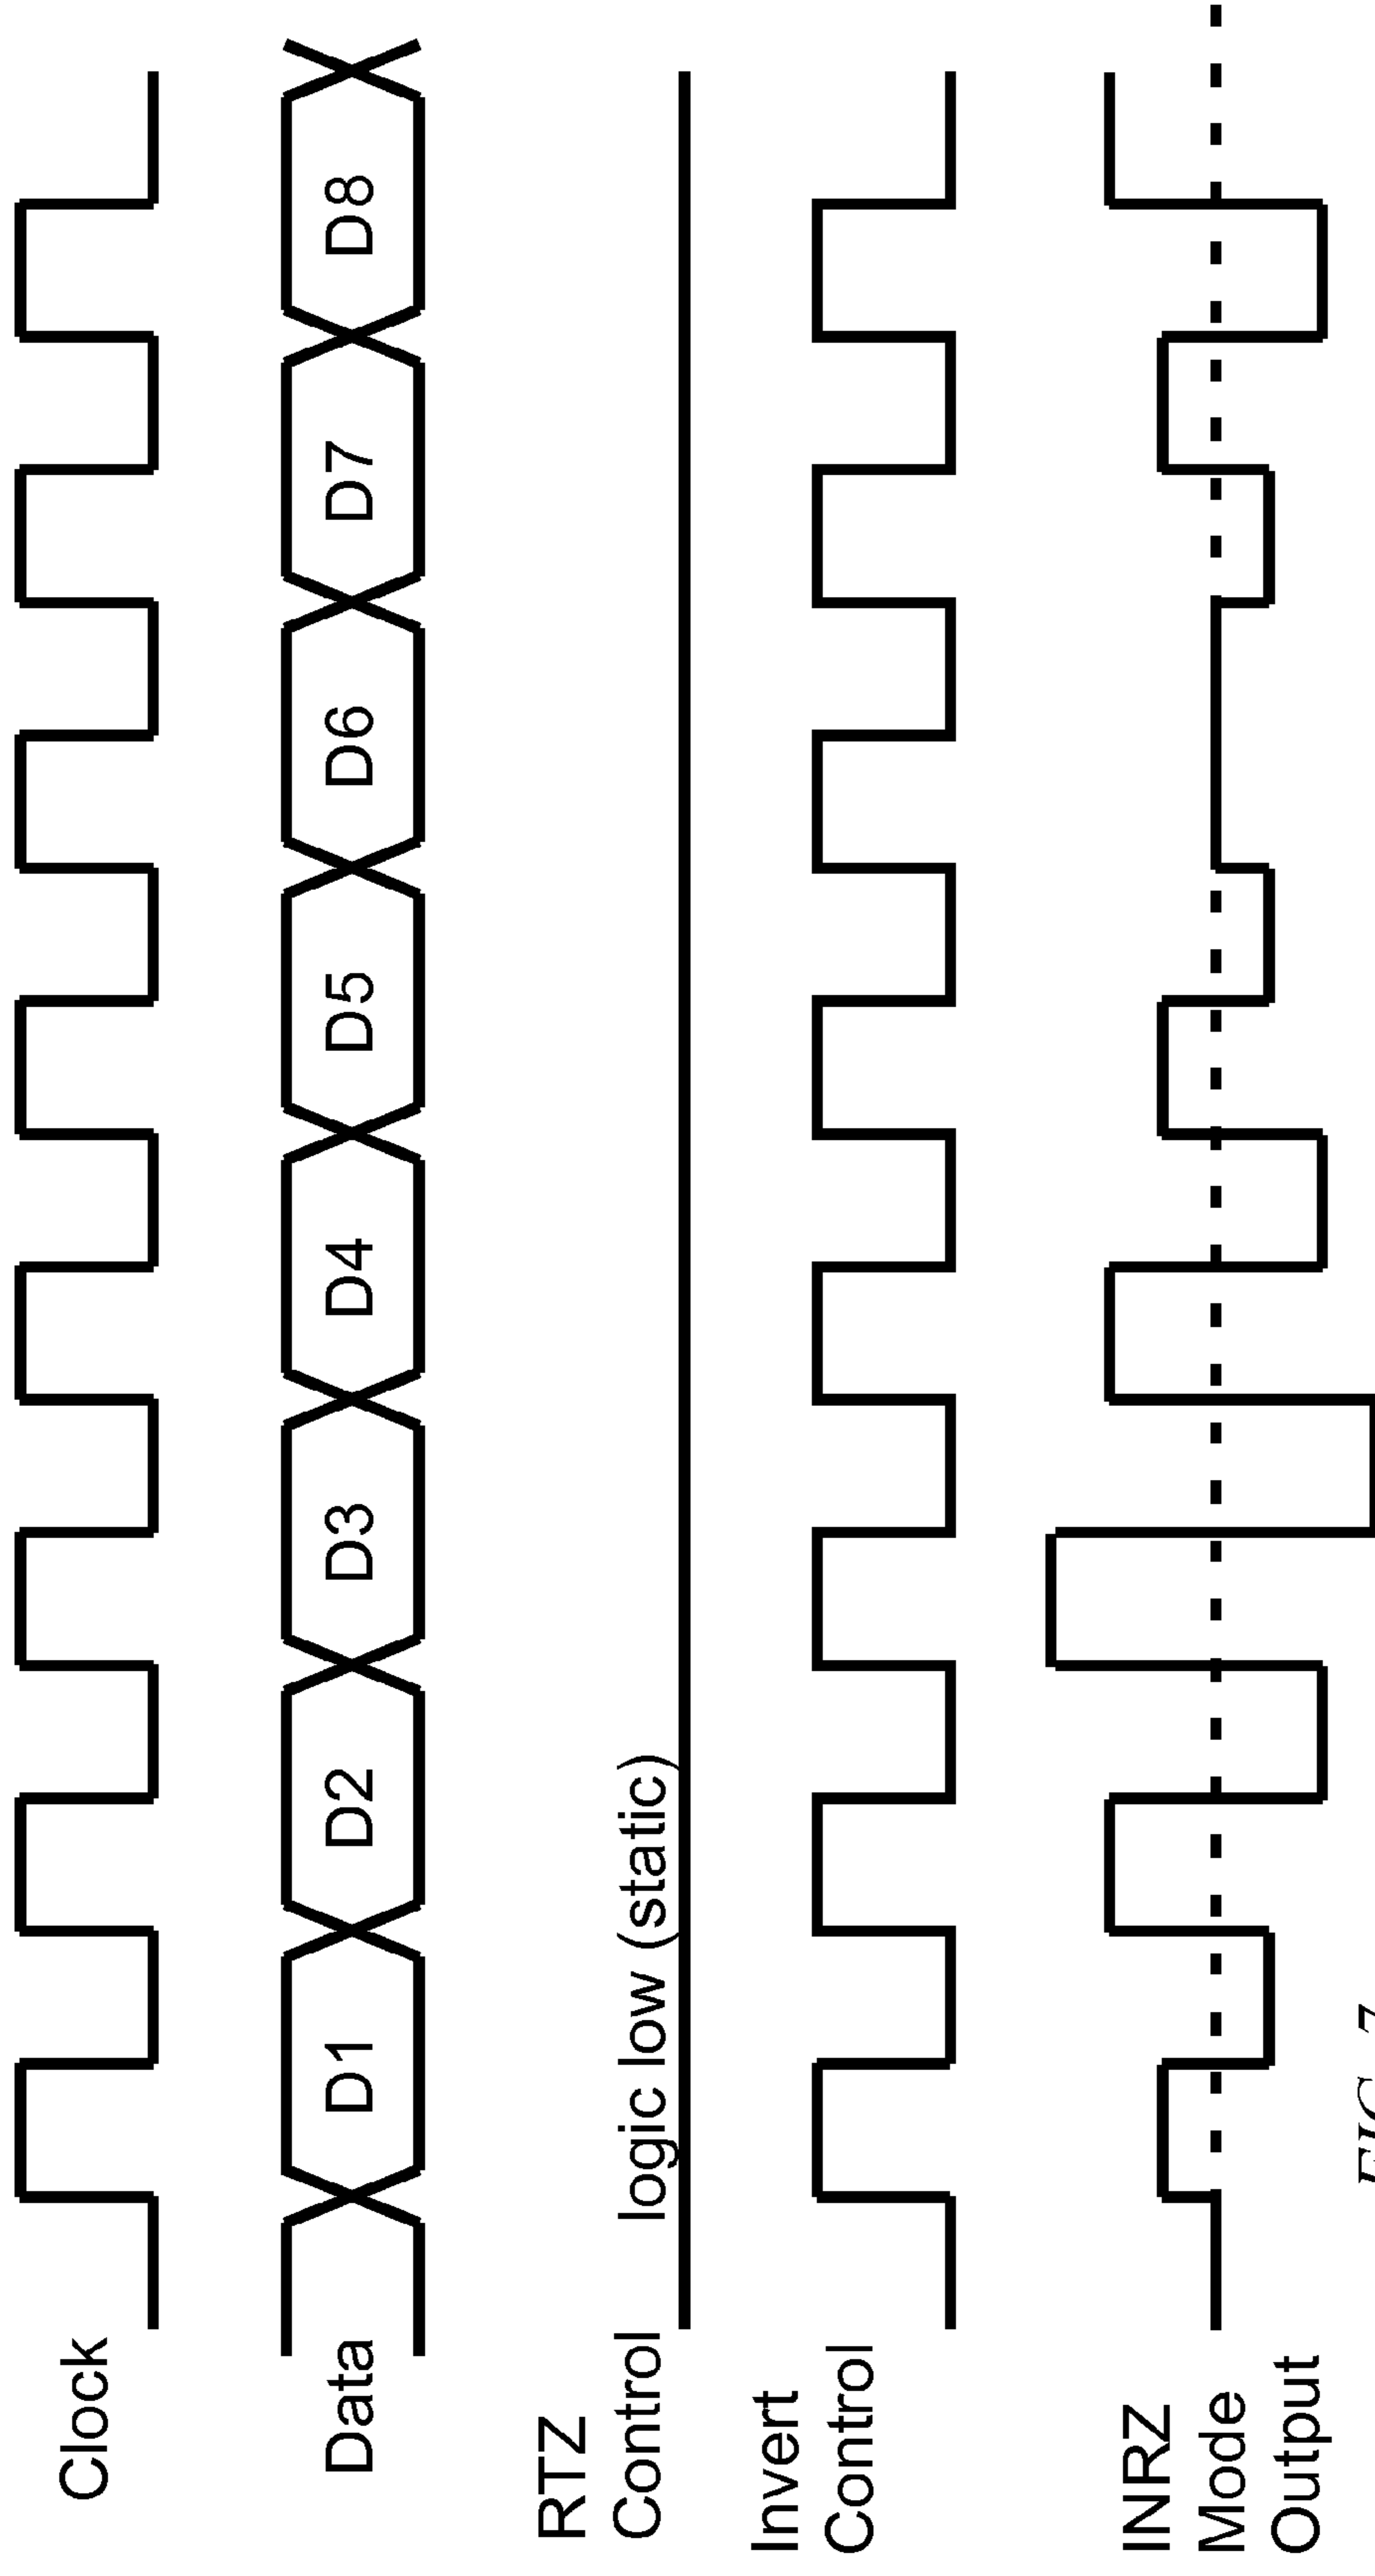 Clock
Data
D1 D2 D3 D4 D5 D6 D7 D8
RTZ
Control
logic low (static)
Invert
Control
INRZ
Mode
Output